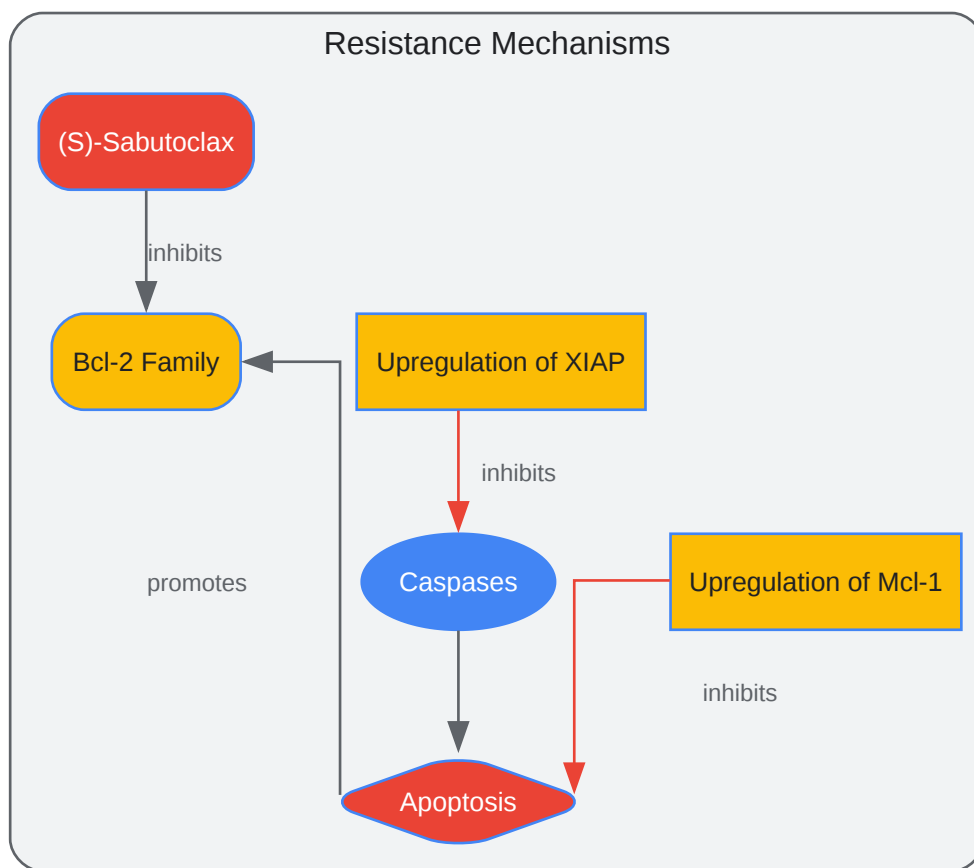 Resistance Mechanisms
(S)-Sabutoclax
inhibits
Bcl-2 Family
Upregulation of XIAP
inhibits
Caspases
Upregulation of Mcl-1
promotes
inhibits
Apoptosis